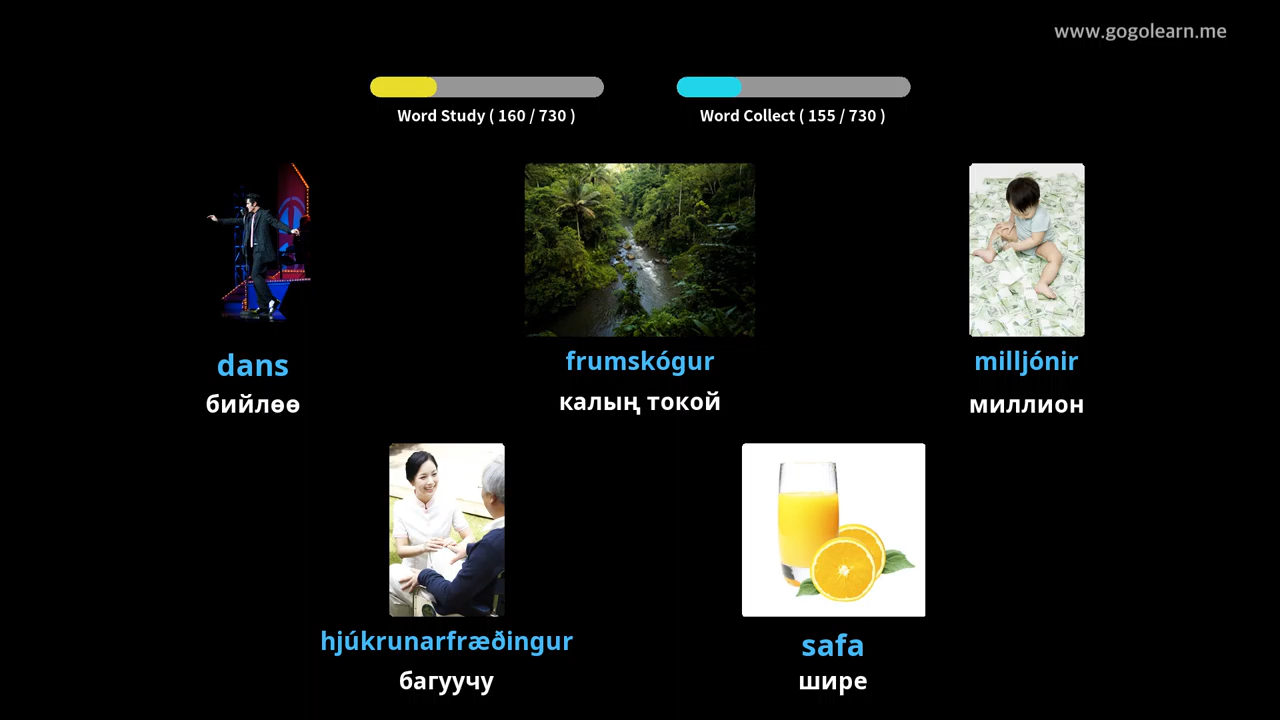 www.gogolearn.me
Word Study ( 160 / 730 )
Word Collect ( 155 / 730 )
dans
бийлөө
frumskógur
калың токой
milljónir
миллион
hjúkrunarfræðingur
багуучу
safa
шире